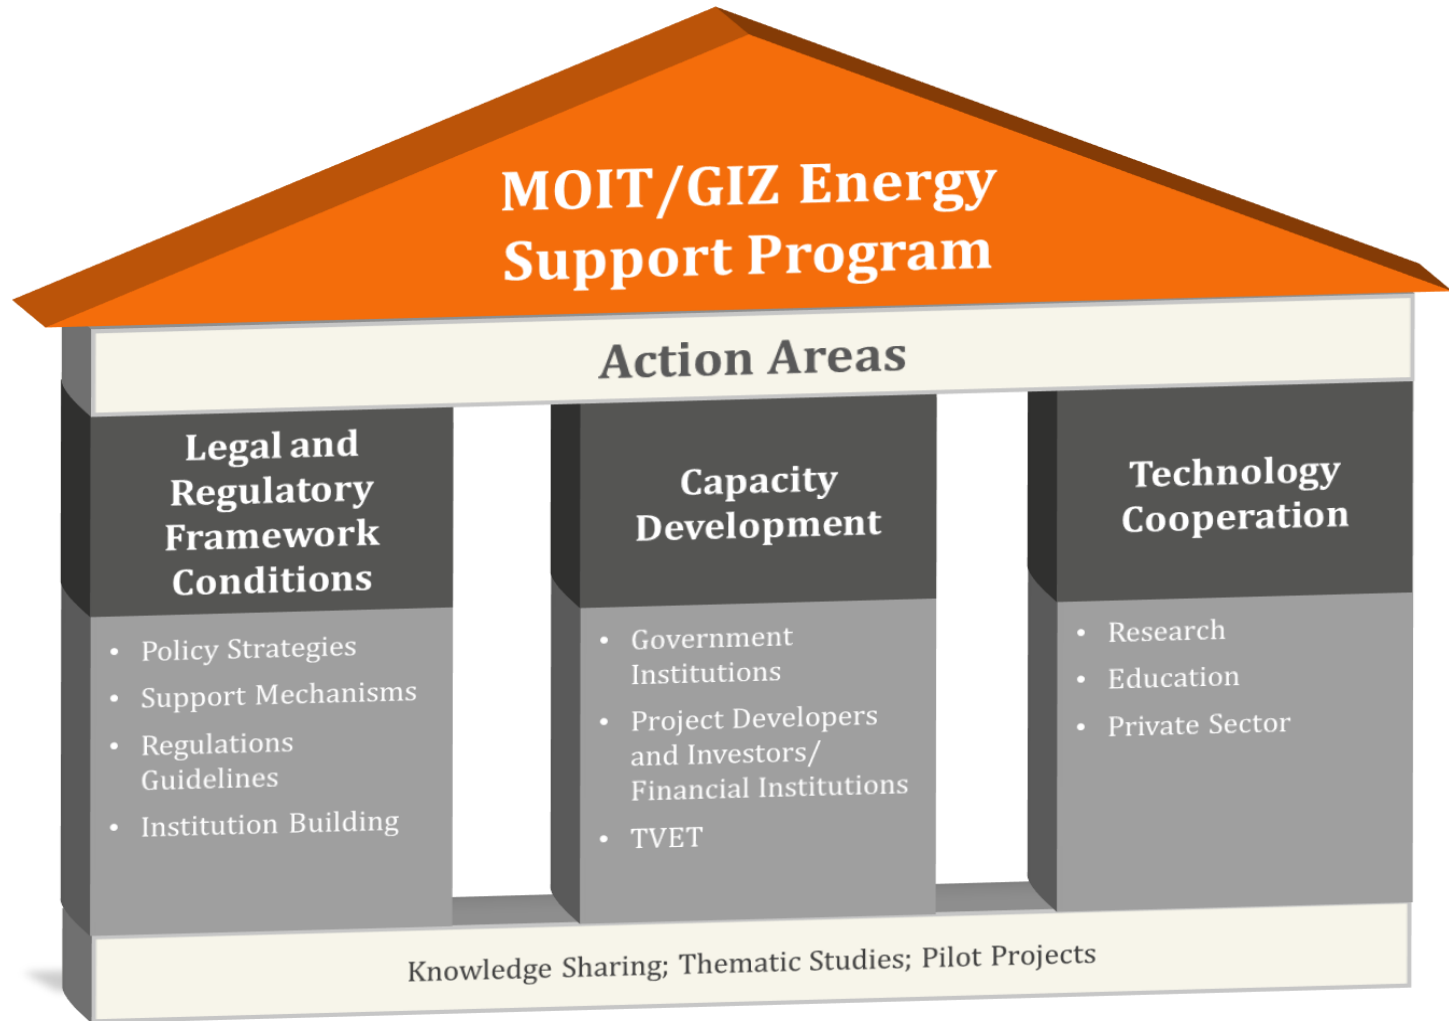 MOIT/GIZ Energy
Support Program
Action Areas
Legal and
Regulatory
Framework
Conditions
• Policy Strategies
• Support Mechanisms
• Regulations
Guidelines
• Institution Building
Capacity
Development
• Government
Institutions
• Project Developers
and Investors/
Financial Institutions
• TVET
Technology
Cooperation
• Research
• Education
• Private Sector
Knowledge Sharing; Thematic Studies; Pilot Projects